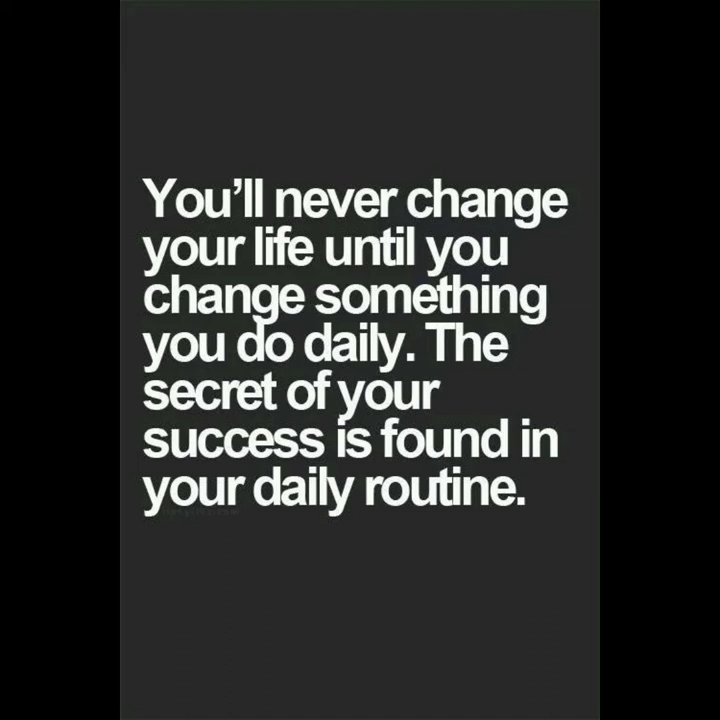 You’ll never change
your life until you
change something
you do daily. The
secret of your
success is found in
your daily routine.